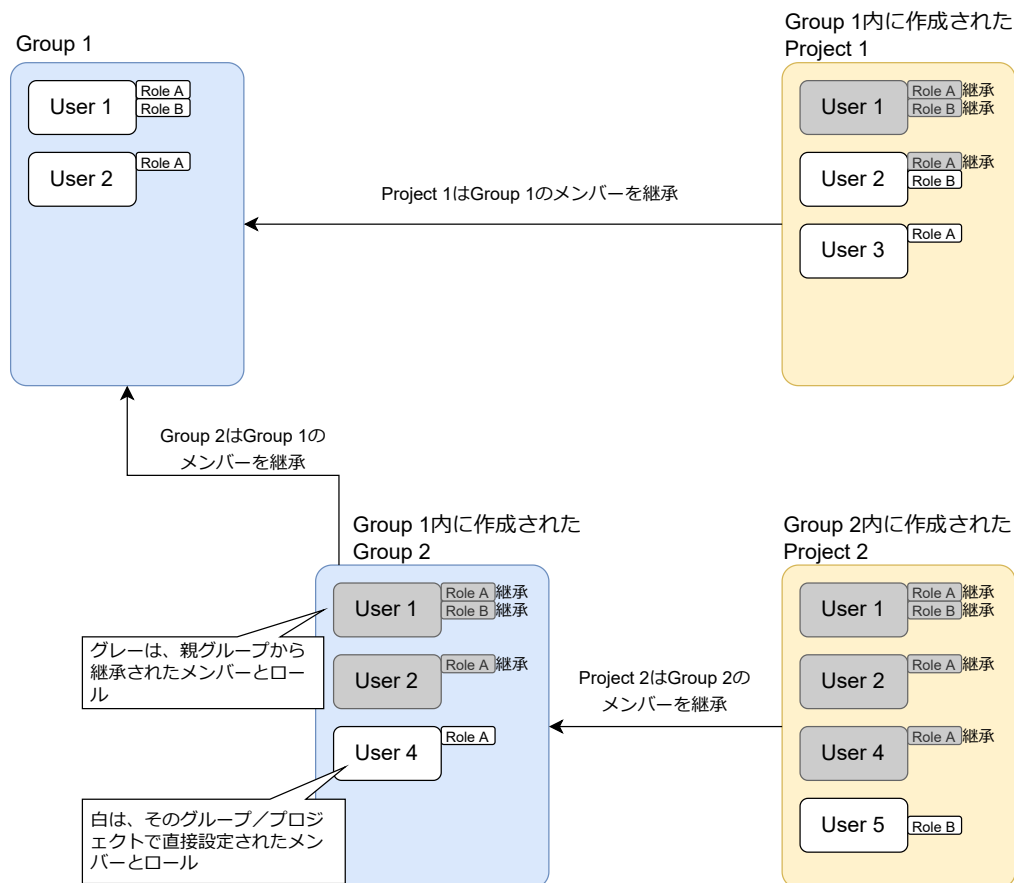 Group 1
User 1
Role A
Role B
User 2
Role A
Group 1内に作成された
Project 1
User 1
Role A 継承
Role B 継承
User 2
Role A 継承
Role B
User 3
Role A
Project 1はGroup 1のメンバーを継承
Group 2はGroup 1の
メンバーを継承
Group 1内に作成された
Group 2
User 1
Role A 継承
Role B 継承
User 2
Role A 継承
User 4
Role A
グレーは、親グループから
継承されたメンバーとロー
ル
白は、そのグループ／プロジ
ェクトで直接設定されたメン
バーとロール
Project 2はGroup 2の
メンバーを継承
Group 2内に作成された
Project 2
User 1
Role A 継承
Role B 継承
User 2
Role A 継承
User 4
Role A 継承
User 5
Role B